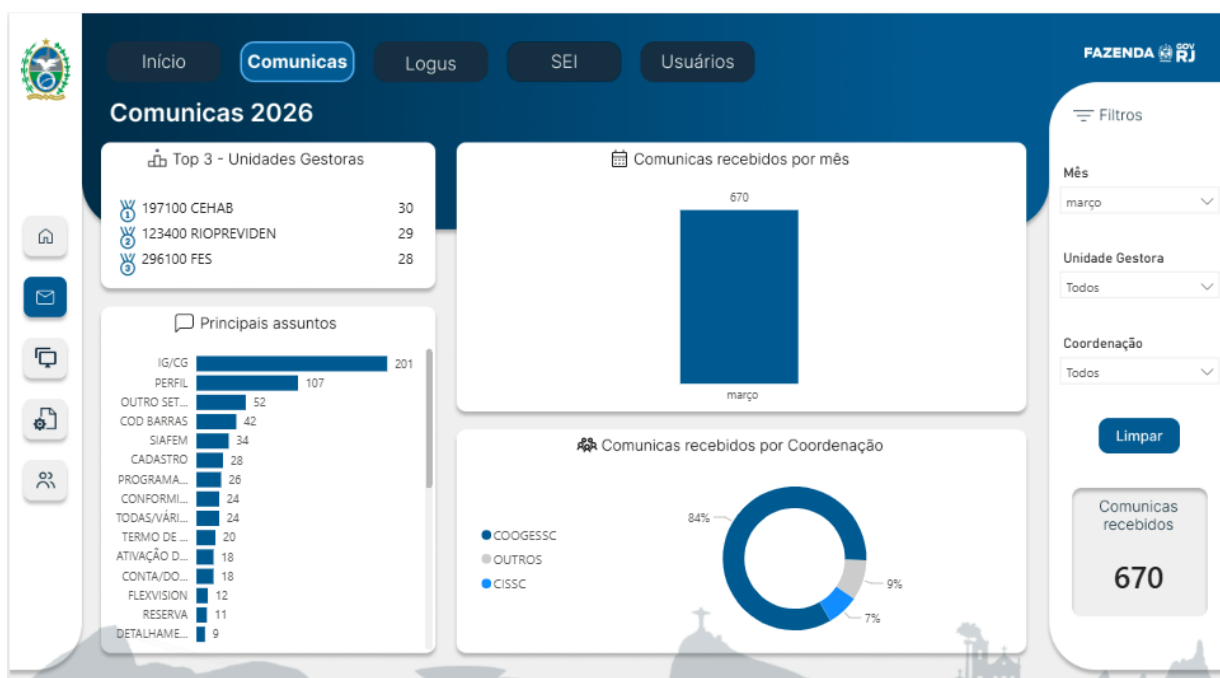 Início
Comunicas
Logus
SEI
Usuários
FAZENDA GOV RJ
Comunicas 2026
Filtros
Top 3 - Unidades Gestoras
1 197100 CEHAB 30
2 123400 RIOPREVIDEN 29
3 296100 FES 28
Comunicas recebidos por mês
670
março
Principais assuntos
IG/CG 201
PERFIL 107
OUTRO SET... 52
COD BARRAS 42
SIAFEM 34
CADASTRO 28
PROGRAMA... 26
CONFORMI... 24
TODAS/VÁRI... 24
TERMO DE ... 20
ATIVAÇÃO D... 18
CONTA/DO... 18
FLEXVISION 12
RESERVA 11
DETALHAME... 9
Comunicas recebidos por Coordenação
COOGESSC
OUTROS
CISSC
84%
9%
7%
Mês
março
Unidade Gestora
Todos
Coordenação
Todos
Limpar
Comunicas
recebidos
670